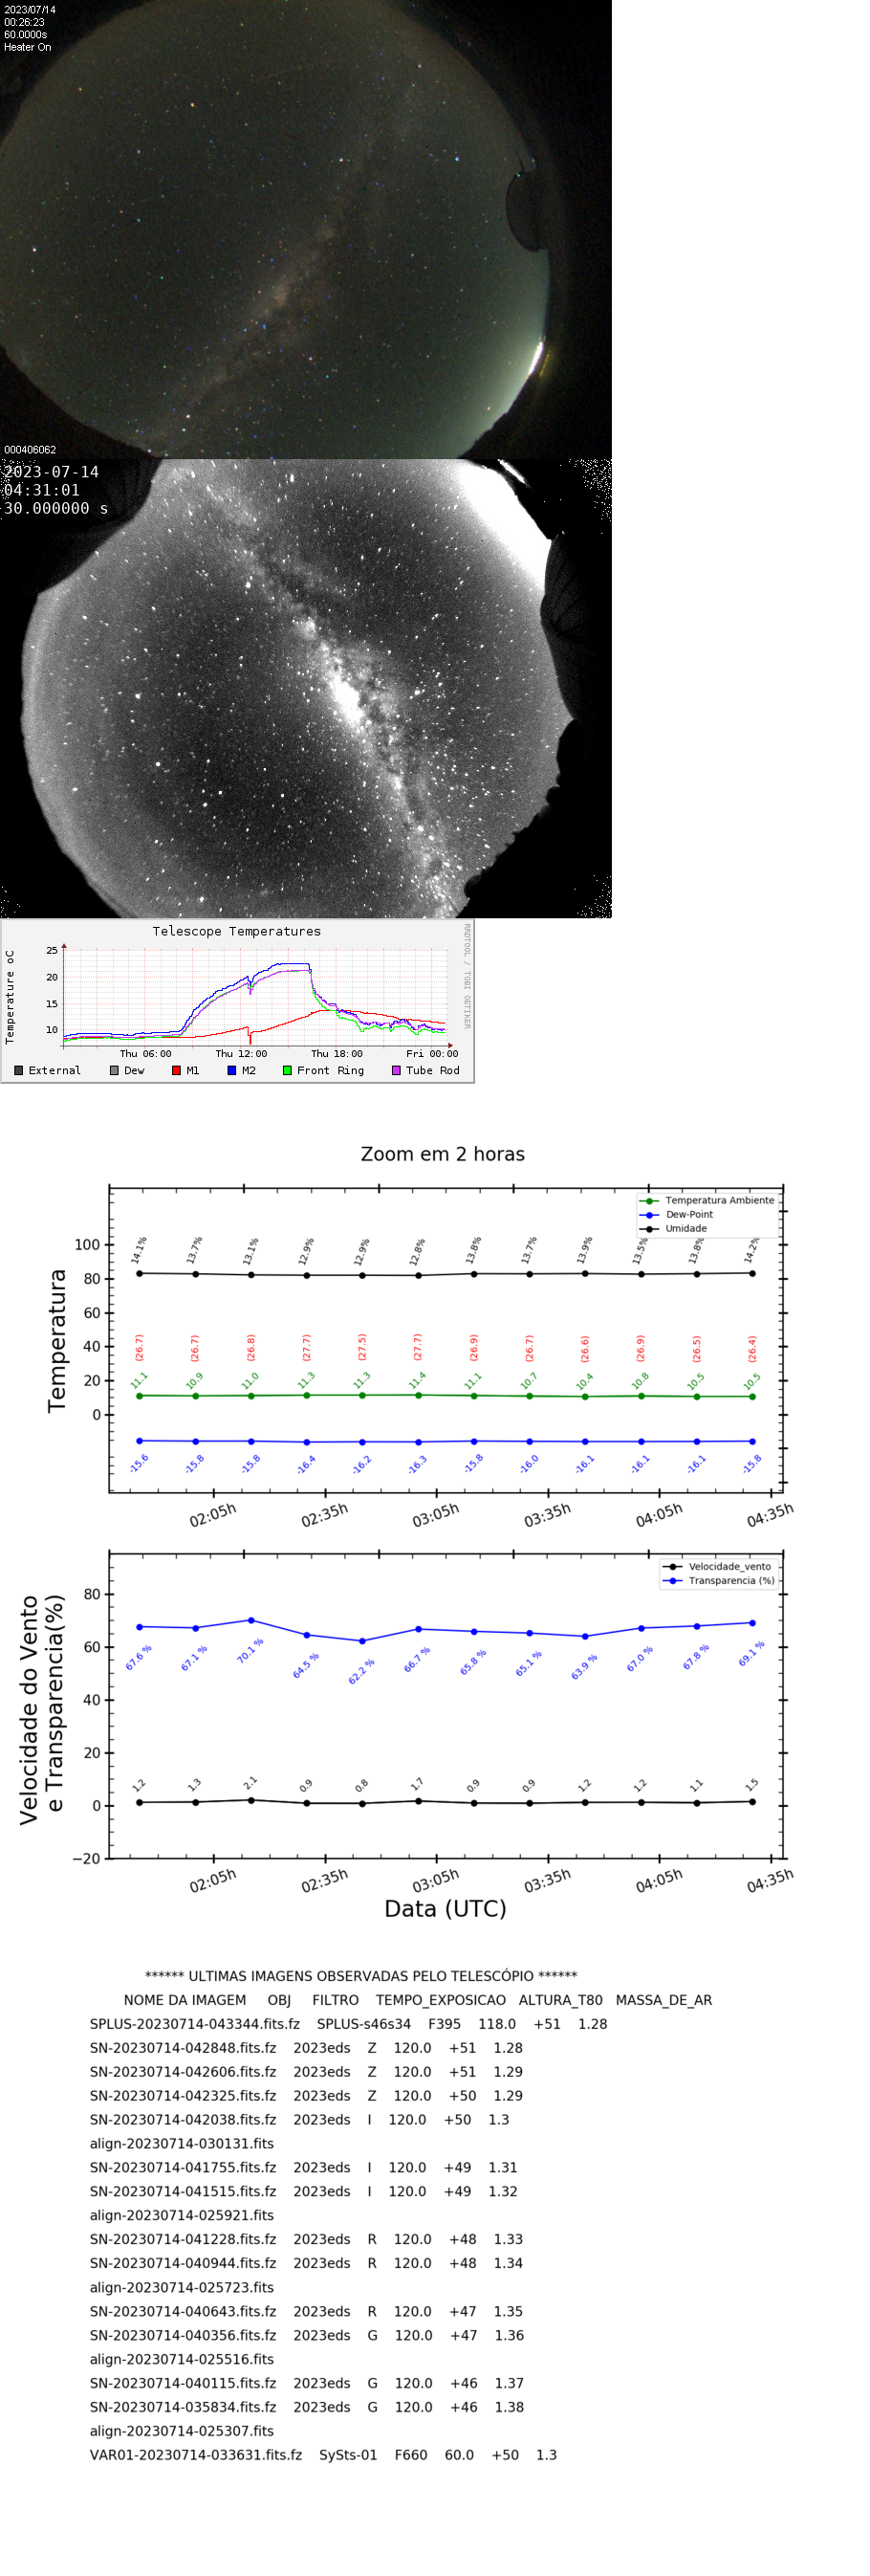 2023/07/14
00:26:23
60.0000s
Heater On
000406062
2023-07-14
04:31:01
30.000000 s
Telescope Temperatures
RRDTOOL / TOBI OETIKER
Temperature oC
25
20
15
10
Thu 06:00 Thu 12:00 Thu 18:00 Fri 00:00
External Dew M1 M2 Front Ring Tube Rod
Zoom em 2 horas
Temperatura Ambiente
Dew-Point
Umidade
Temperatura
100
80
60
40
20
0
14.1% 13.7% 13.1% 12.9% 12.9% 12.8% 13.8% 13.7% 13.9% 13.5% 13.8% 14.2%
(26.7) (26.7) (26.8) (27.7) (27.5) (27.7) (26.9) (26.7) (26.6) (26.9) (26.5) (26.4)
11.1 10.9 11.0 11.3 11.3 11.4 11.1 10.7 10.4 10.8 10.5 10.5
-15.6 -15.8 -15.8 -16.4 -16.2 -16.3 -15.8 -16.0 -16.1 -16.1 -16.1 -15.8
02:05h 02:35h 03:05h 03:35h 04:05h 04:35h
Velocidade_vento
Transparencia (%)
Velocidade do Vento
e Transparencia(%)
80
60
40
20
0
−20
67.6 % 67.1 % 70.1 % 64.5 % 62.2 % 66.7 % 65.8 % 65.1 % 63.9 % 67.0 % 67.8 % 69.1 %
1.2 1.3 2.1 0.9 0.8 1.7 0.9 0.9 1.2 1.2 1.1 1.5
02:05h 02:35h 03:05h 03:35h 04:05h 04:35h
Data (UTC)
****** ULTIMAS IMAGENS OBSERVADAS PELO TELESCÓPIO ******
NOME DA IMAGEM OBJ FILTRO TEMPO_EXPOSICAO ALTURA_T80 MASSA_DE_AR
SPLUS-20230714-043344.fits.fz SPLUS-s46s34 F395 118.0 +51 1.28
SN-20230714-042848.fits.fz 2023eds Z 120.0 +51 1.28
SN-20230714-042606.fits.fz 2023eds Z 120.0 +51 1.29
SN-20230714-042325.fits.fz 2023eds Z 120.0 +50 1.29
SN-20230714-042038.fits.fz 2023eds I 120.0 +50 1.3
align-20230714-030131.fits
SN-20230714-041755.fits.fz 2023eds I 120.0 +49 1.31
SN-20230714-041515.fits.fz 2023eds I 120.0 +49 1.32
align-20230714-025921.fits
SN-20230714-041228.fits.fz 2023eds R 120.0 +48 1.33
SN-20230714-040944.fits.fz 2023eds R 120.0 +48 1.34
align-20230714-025723.fits
SN-20230714-040643.fits.fz 2023eds R 120.0 +47 1.35
SN-20230714-040356.fits.fz 2023eds G 120.0 +47 1.36
align-20230714-025516.fits
SN-20230714-040115.fits.fz 2023eds G 120.0 +46 1.37
SN-20230714-035834.fits.fz 2023eds G 120.0 +46 1.38
align-20230714-025307.fits
VAR01-20230714-033631.fits.fz SySts-01 F660 60.0 +50 1.3